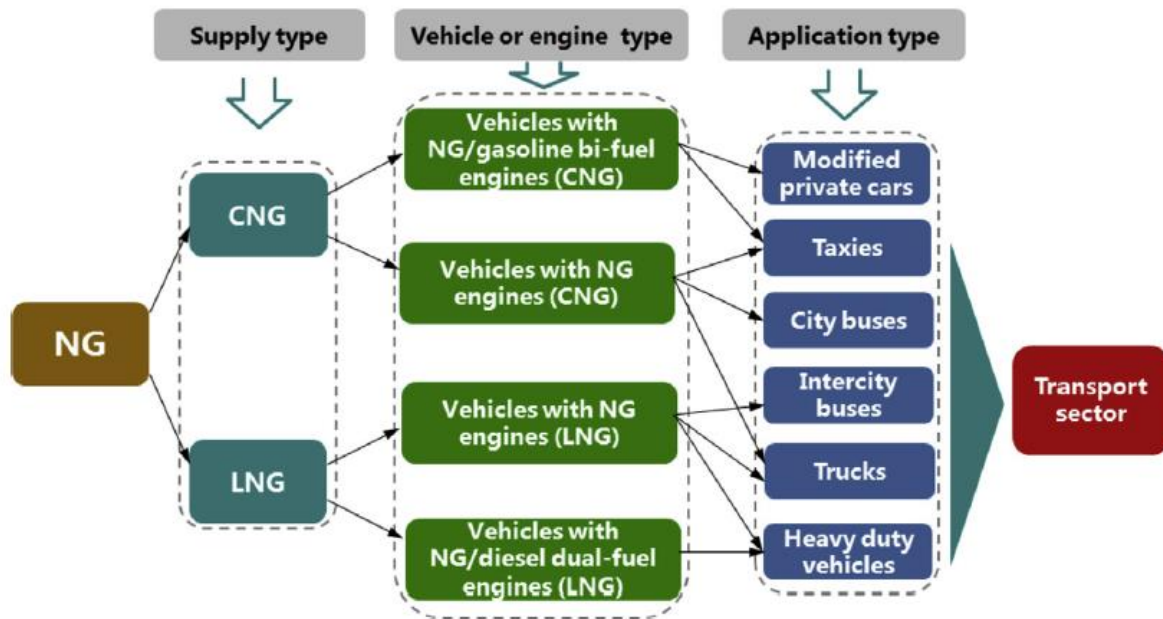 Supply type
Vehicle or engine type
Application type
Vehicles with
NG/gasoline bi-fuel
engines (CNG)
Modified
private cars
CNG
Taxies
Vehicles with NG
engines (CNG)
City buses
NG
Intercity
buses
Transport
sector
Vehicles with NG
engines (LNG)
LNG
Trucks
Vehicles with
NG/diesel dual-fuel
engines (LNG)
Heavy duty
vehicles